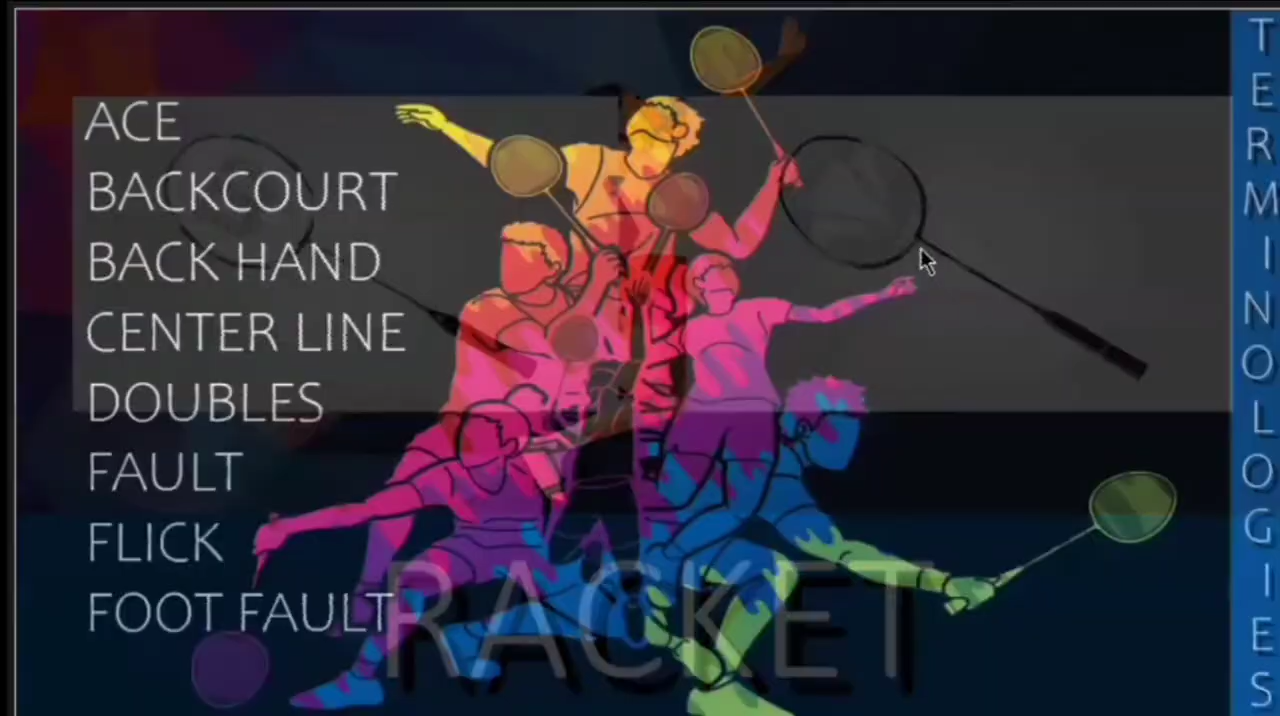 ACE
BACKCOURT
BACK HAND
CENTER LINE
DOUBLES
FAULT
FLICK
FOOT FAULT
RACKET
TERMINOLOGIES